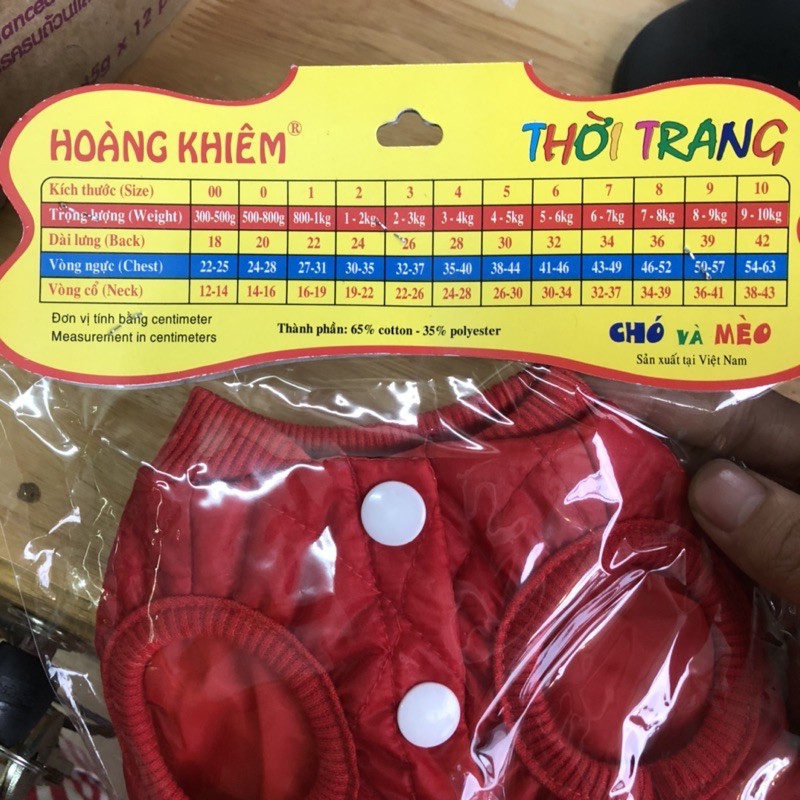 85g x 12 p
HOÀNG KHIÊM®
THỜI TRANG
Kích thước (Size) 00 0 1 2 3 4 5 6 7 8 9 10
Trọng lượng (Weight) 300-500g 500-800g 800-1kg 1 - 2kg 2 - 3kg 3 - 4kg 4 - 5kg 5 - 6kg 6 - 7kg 7 - 8kg 8 - 9kg 9 - 10kg
Dài lưng (Back) 18 20 22 24 26 28 30 32 34 36 39 42
Vòng ngực (Chest) 22-25 24-28 27-31 30-35 32-37 35-40 38-44 41-46 43-49 46-52 50-57 54-63
Vòng cổ (Neck) 12-14 14-16 16-19 19-22 22-26 24-28 26-30 30-34 32-37 34-39 36-41 38-43
Đơn vị tính bằng centimeter
Measurement in centimeters
Thành phần: 65% cotton - 35% polyester
CHÓ VÀ MÈO
Sản xuất tại Việt Nam